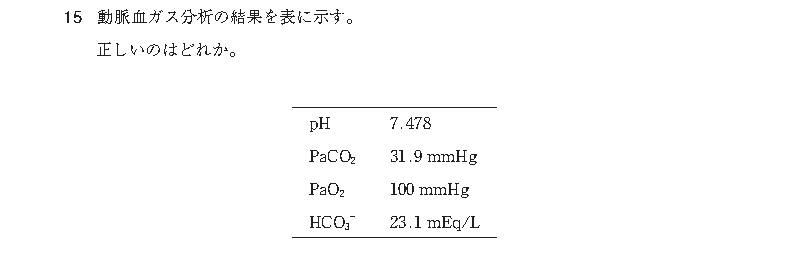 15 動脈血ガス分析の結果を表に示す。
正しいのはどれか。
pH 7.478
PaCO₂ 31.9 mmHg
PaO₂ 100 mmHg
HCO₃⁻ 23.1 mEq/L